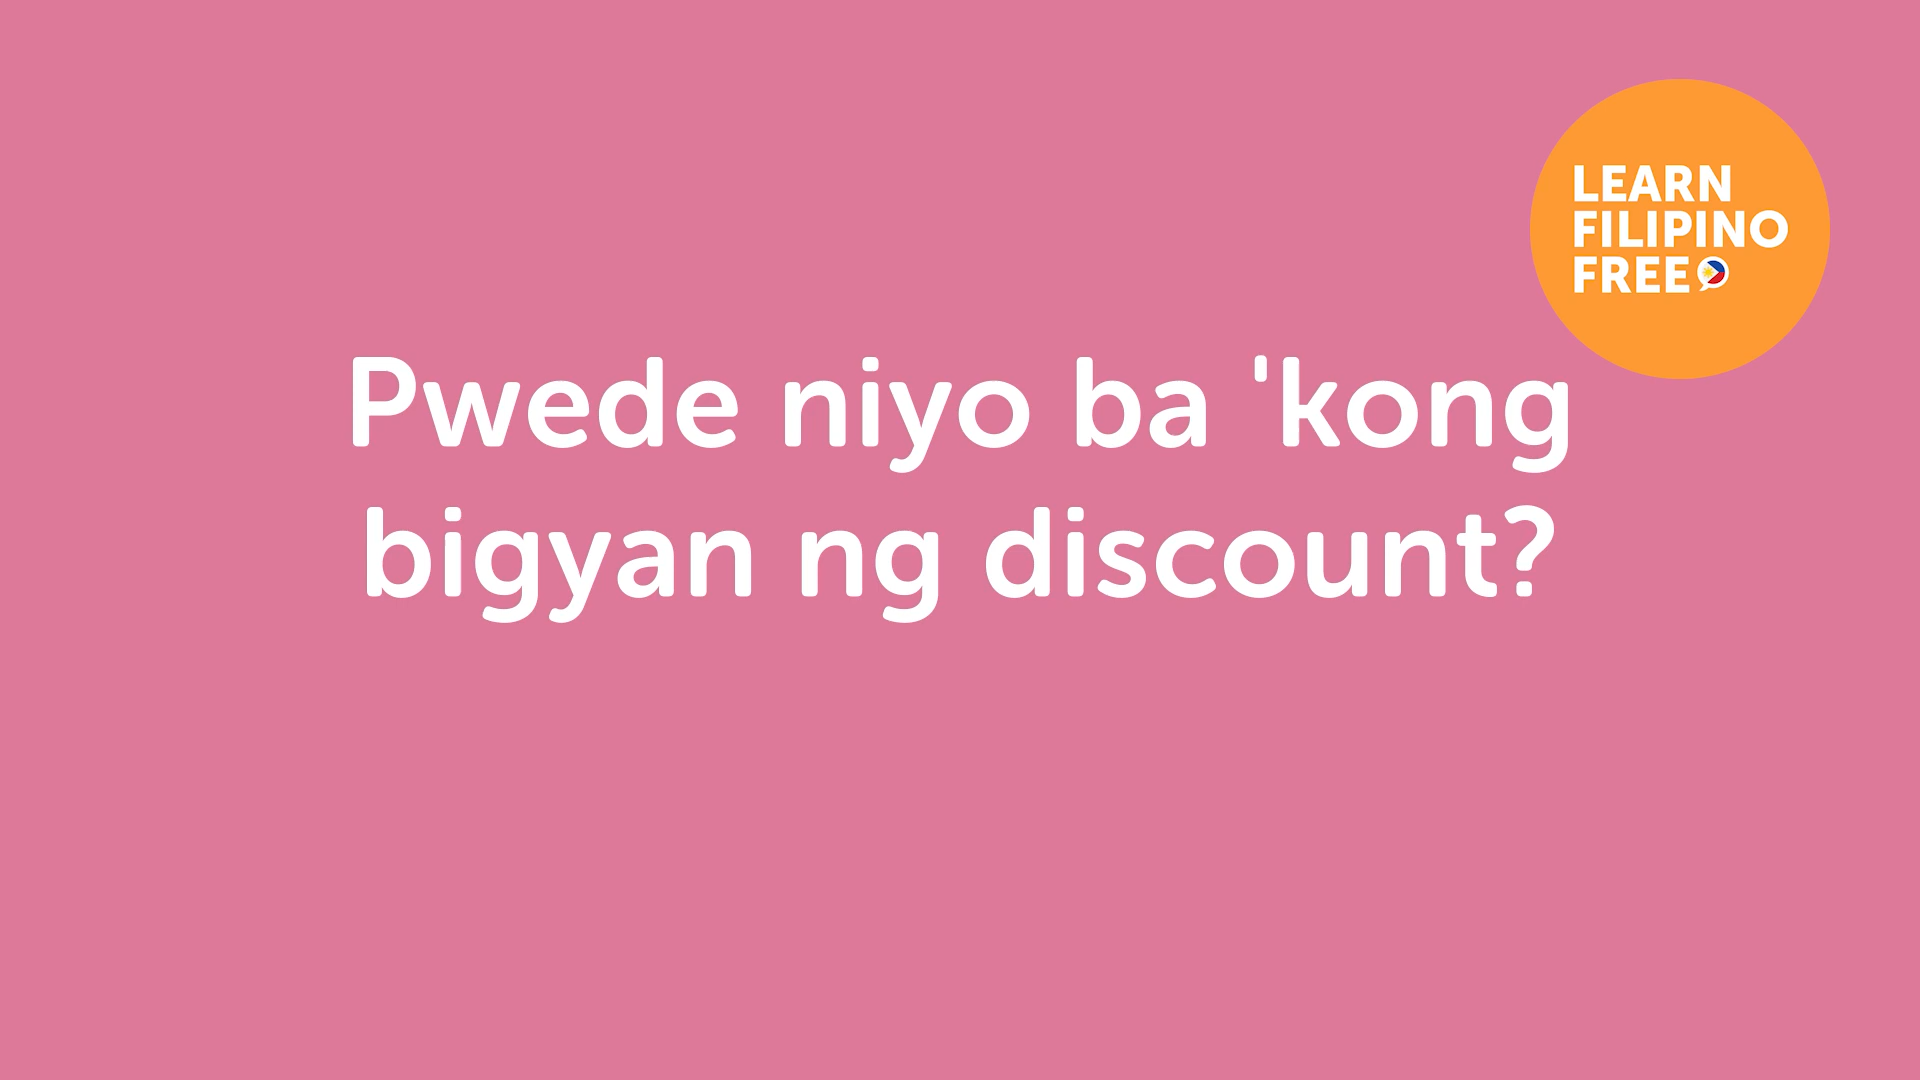 LEARN
FILIPINO
FREE
Pwede niyo ba 'kong
bigyan ng discount?